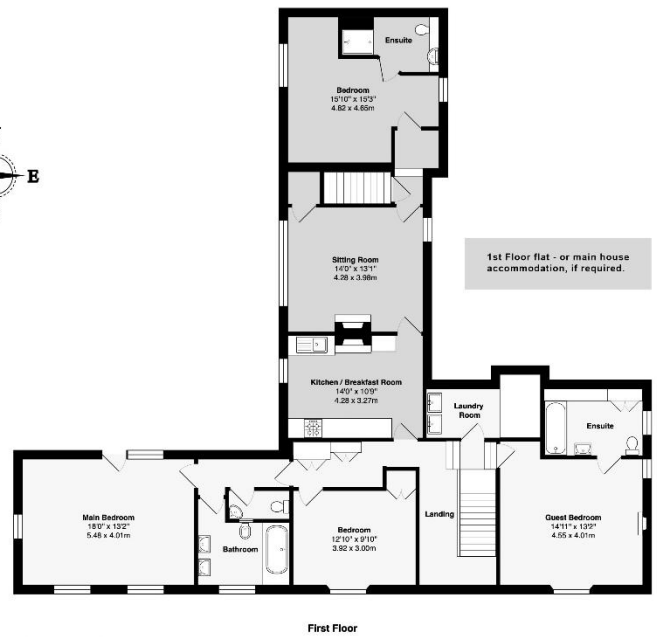 Ensuite
Bedroom
15'10" x 15'3"
4.82 x 4.65m
E
Sitting Room
14'0" x 13'1"
4.28 x 3.98m
1st Floor flat - or main house
accommodation, if required.
Kitchen / Breakfast Room
14'0" x 10'9"
4.28 x 3.27m
Laundry
Room
Ensuite
Main Bedroom
18'0" x 13'2"
5.48 x 4.01m
Bathroom
Bedroom
12'10" x 9'10"
3.92 x 3.00m
Landing
Guest Bedroom
14'11" x 13'2"
4.55 x 4.01m
First Floor